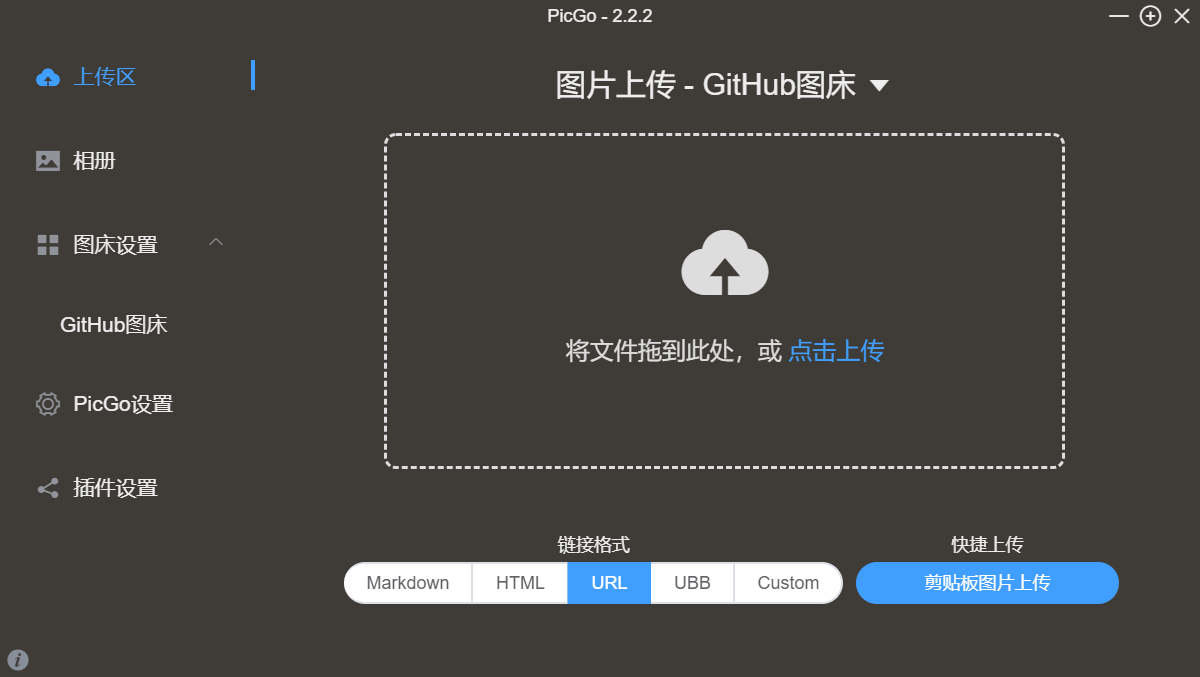 PicGo - 2.2.2
上传区
相册
图床设置
GitHub图床
PicGo设置
插件设置
图片上传 - GitHub图床
将文件拖到此处，或 点击上传
链接格式
Markdown HTML URL UBB Custom
快捷上传
剪贴板图片上传